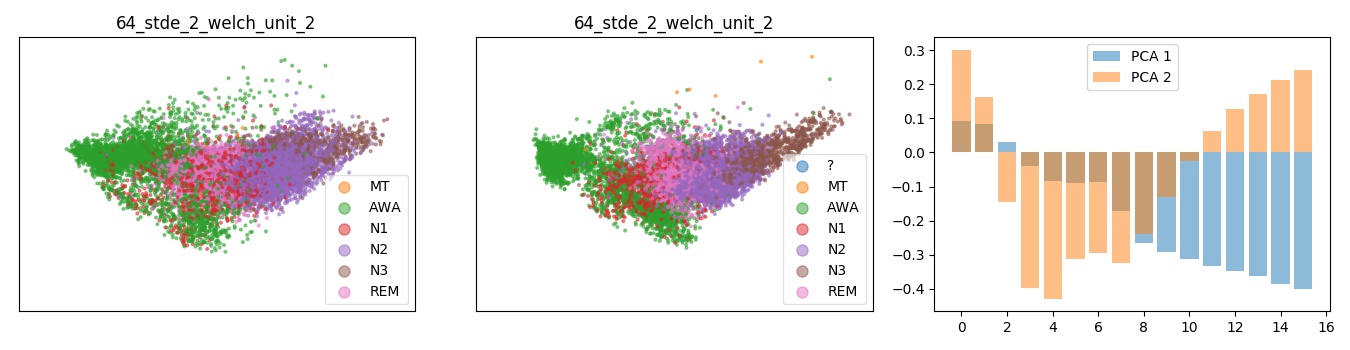 64_stde_2_welch_unit_2
MT
AWA
N1
N2
N3
REM
64_stde_2_welch_unit_2
?
MT
AWA
N1
N2
N3
REM
PCA 1
PCA 2
0.3
0.2
0.1
0.0
−0.1
−0.2
−0.3
−0.4
0 2 4 6 8 10 12 14 16